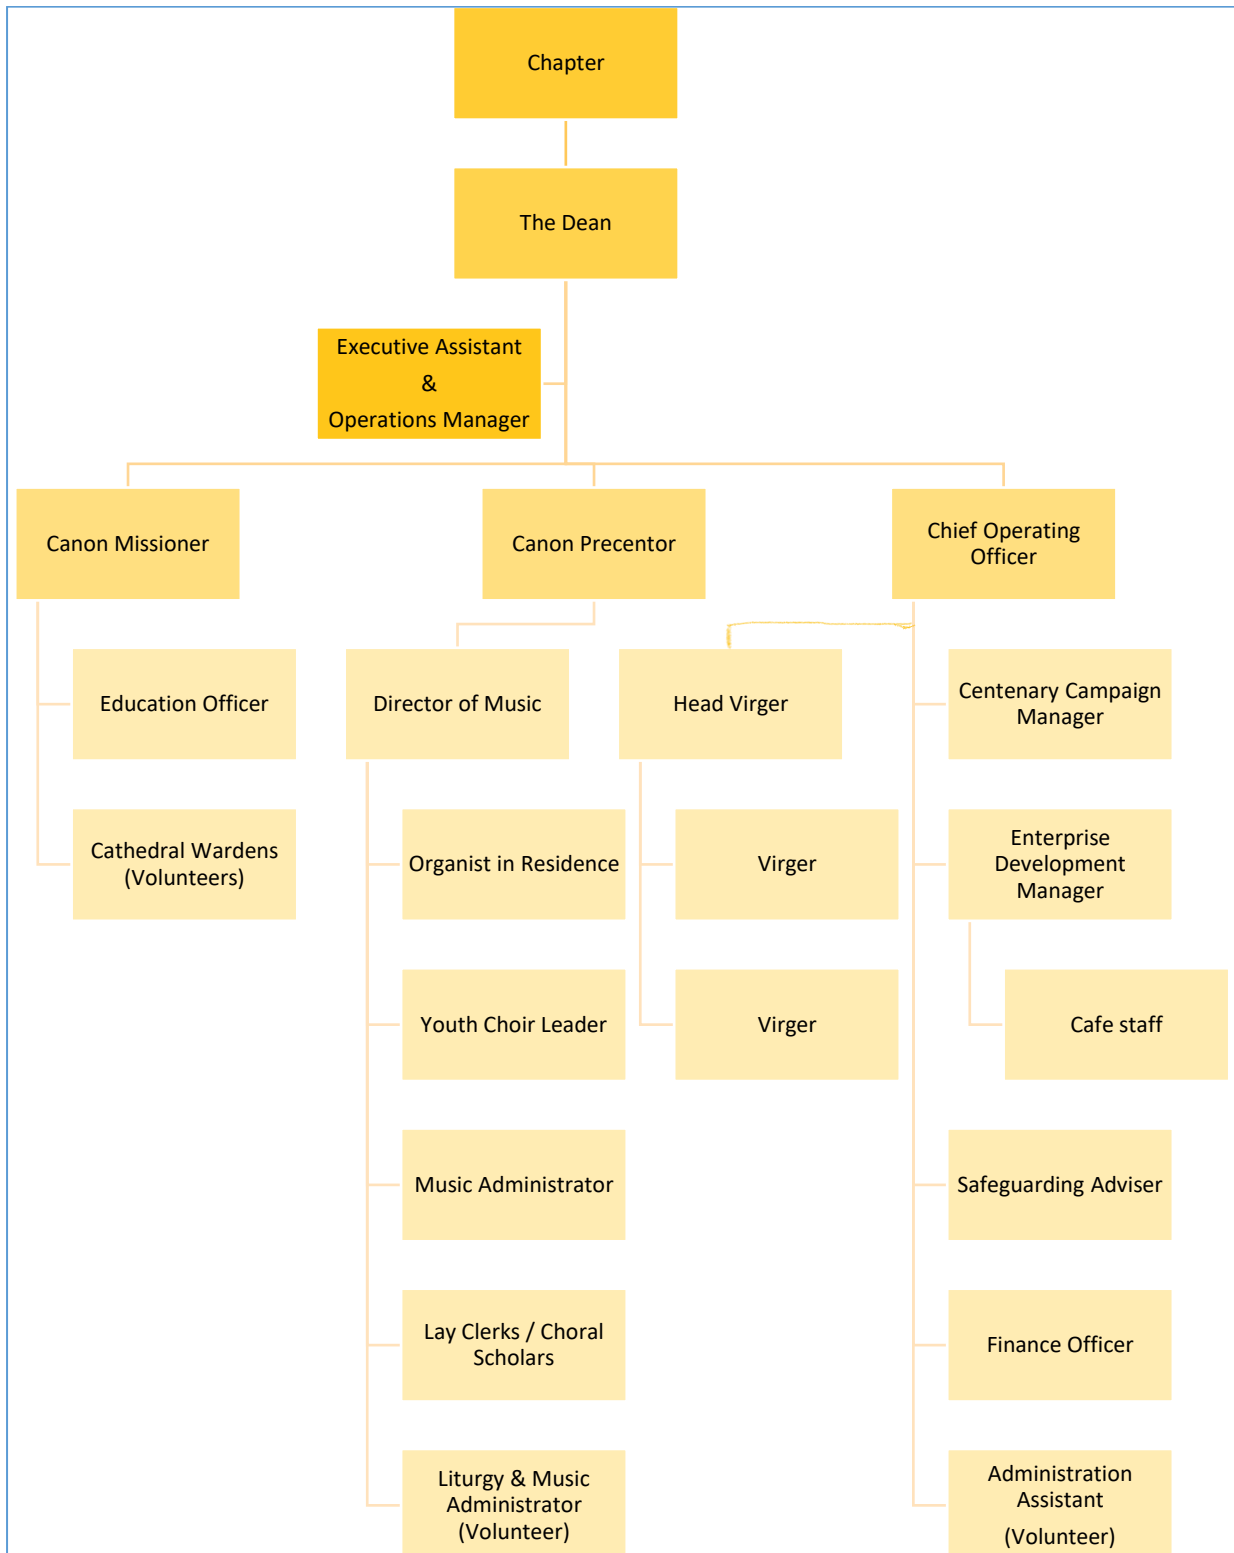 Chapter
The Dean
Executive Assistant
&
Operations Manager
Canon Missioner
Canon Precentor
Chief Operating
Officer
Education Officer
Director of Music
Head Virger
Centenary Campaign
Manager
Cathedral Wardens
(Volunteers)
Organist in Residence
Virger
Enterprise
Development
Manager
Youth Choir Leader
Virger
Cafe staff
Music Administrator
Safeguarding Adviser
Lay Clerks / Choral
Scholars
Finance Officer
Liturgy & Music
Administrator
(Volunteer)
Administration
Assistant
(Volunteer)